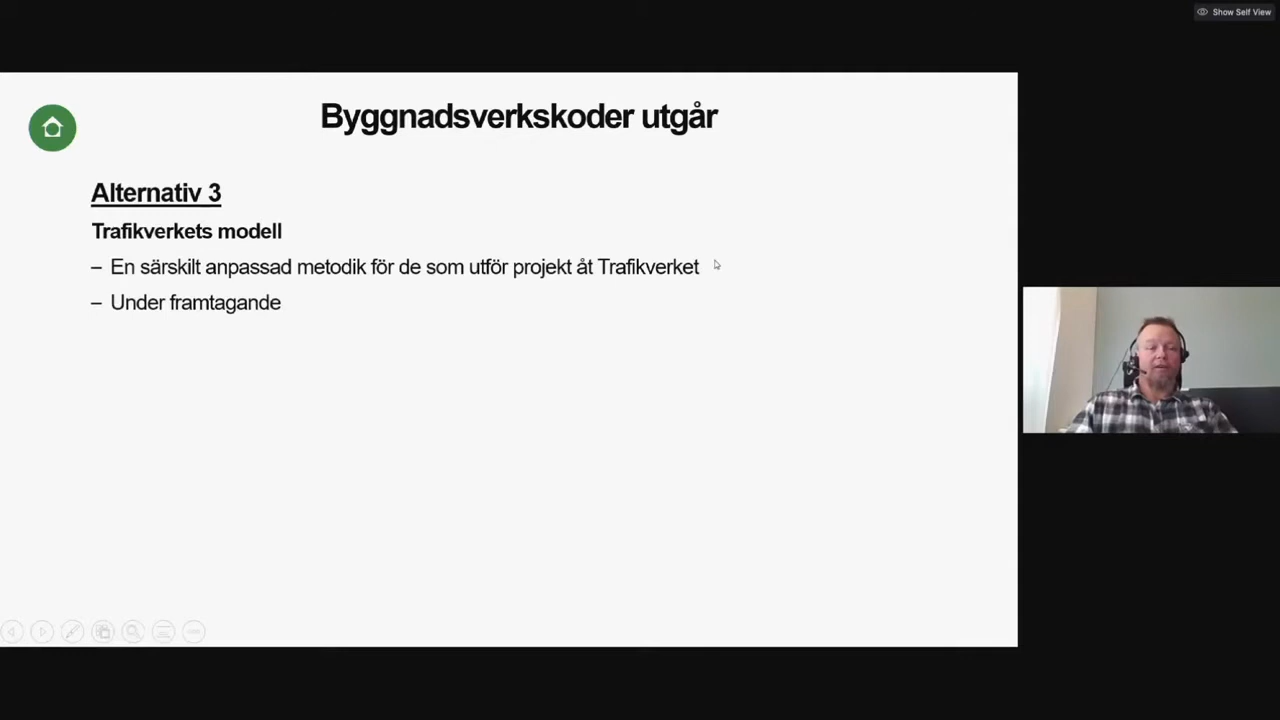 Show Self View
Byggnadsverkskoder utgår
Alternativ 3
Trafikverkets modell
– En särskilt anpassad metodik för de som utför projekt åt Trafikverket
– Under framtagande